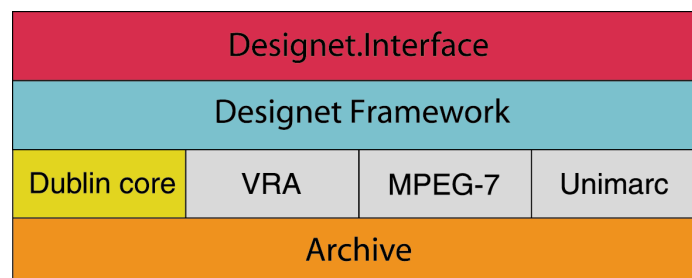 Designet.Interface
Designet Framework
Dublin core VRA MPEG-7 Unimarc
Archive